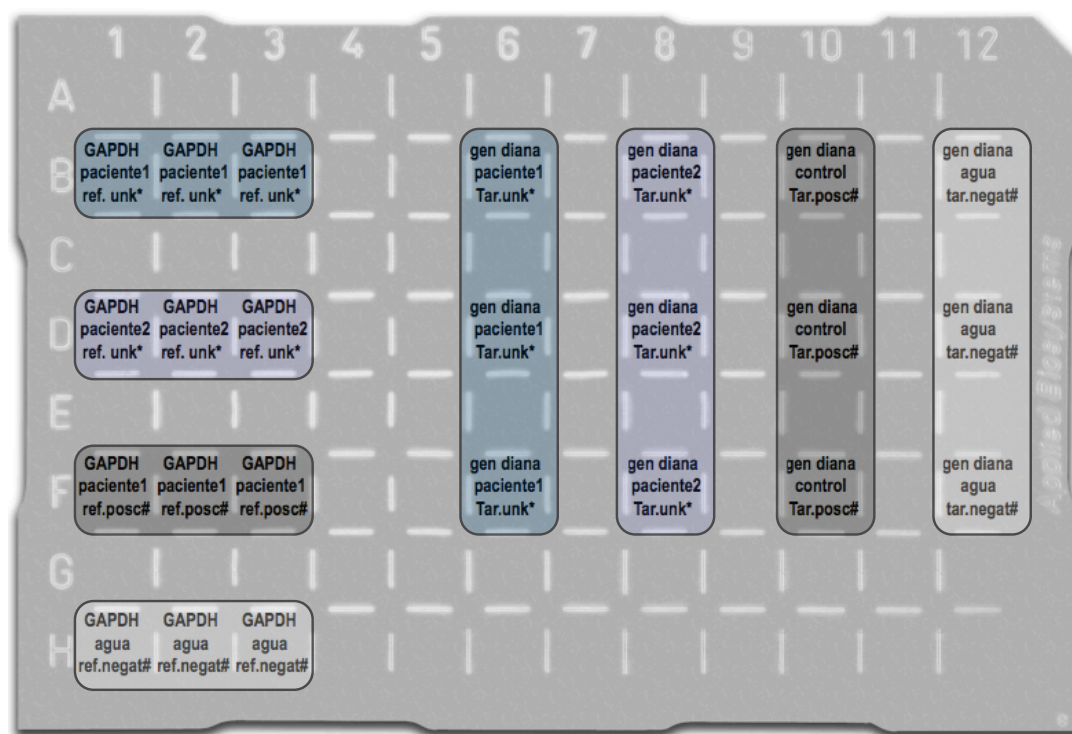 1 2 3 4 5 6 7 8 9 10 11 12
A
B
C
D
E
F
G
H
GAPDH GAPDH GAPDH
paciente1 paciente1 paciente1
ref. unk* ref. unk* ref. unk*
GAPDH GAPDH GAPDH
paciente2 paciente2 paciente2
ref. unk* ref. unk* ref. unk*
GAPDH GAPDH GAPDH
paciente1 paciente1 paciente1
ref.posc# ref.posc# ref.posc#
GAPDH GAPDH GAPDH
agua agua agua
ref.negat# ref.negat# ref.negat#
gen diana
paciente1
Tar.unk*
gen diana
paciente1
Tar.unk*
gen diana
paciente1
Tar.unk*
gen diana
paciente2
Tar.unk*
gen diana
paciente2
Tar.unk*
gen diana
paciente2
Tar.unk*
gen diana
control
Tar.posc#
gen diana
control
Tar.posc#
gen diana
control
Tar.posc#
gen diana
agua
tar.negat#
gen diana
agua
tar.negat#
gen diana
agua
tar.negat#
Applied Biosystems
®